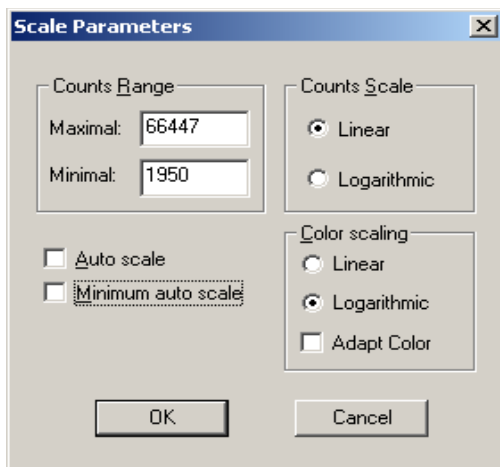 Scale Parameters
Counts Range
Maximal: 66447
Minimal: 1950
Counts Scale
Linear
Logarithmic
Auto scale
Minimum auto scale
Color scaling
Linear
Logarithmic
Adapt Color
OK
Cancel